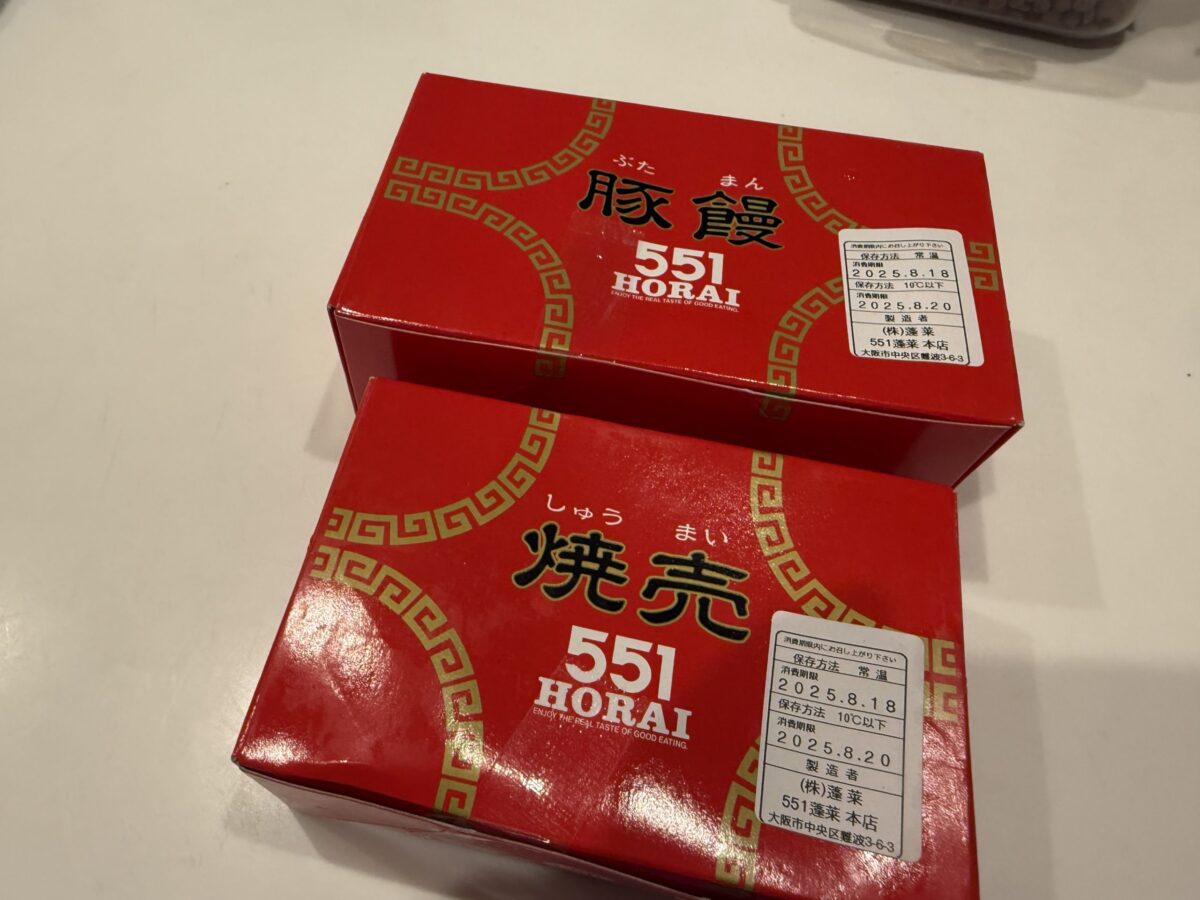 ぶた まん
豚饅
551
HORAI
ENJOY THE REAL TASTE OF GOOD EATING.
消費期限内にお召し上がり下さい
保存方法 常温
消費期限
2025.8.18
保存方法 10℃以下
消費期限
2025.8.20
製造者
(株)蓬莱
551蓬莱 本店
大阪市中央区難波3-6-3
しゅう まい
焼売
551
HORAI
ENJOY THE REAL TASTE OF GOOD EATING.
消費期限内にお召し上がり下さい
保存方法 常温
消費期限
2025.8.18
保存方法 10℃以下
消費期限
2025.8.20
製造者
(株)蓬莱
551蓬莱 本店
大阪市中央区難波3-6-3